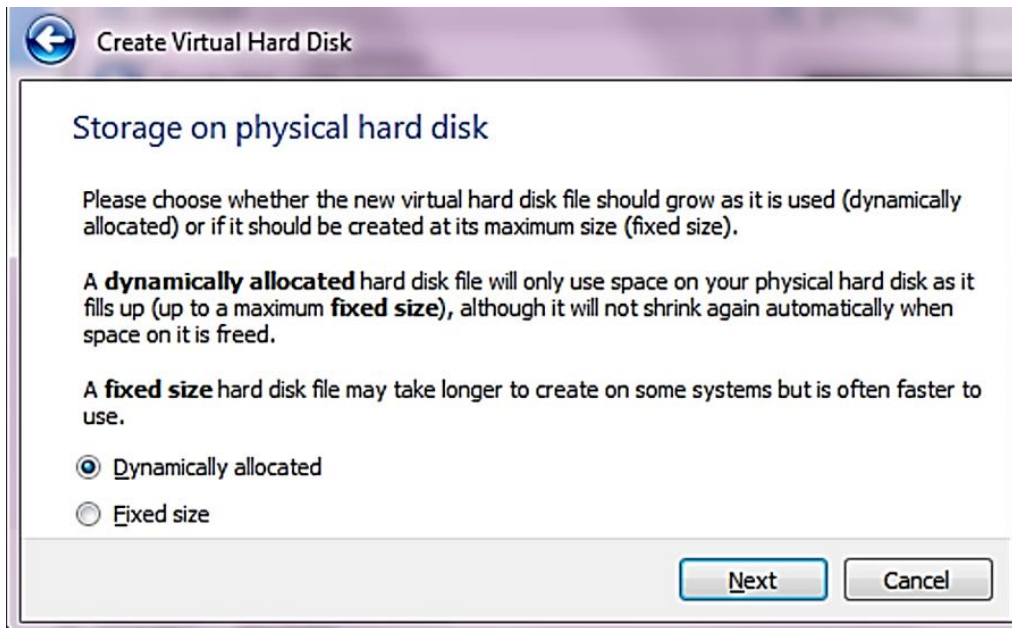 Create Virtual Hard Disk
Storage on physical hard disk
Please choose whether the new virtual hard disk file should grow as it is used (dynamically
allocated) or if it should be created at its maximum size (fixed size).
A dynamically allocated hard disk file will only use space on your physical hard disk as it
fills up (up to a maximum fixed size), although it will not shrink again automatically when
space on it is freed.
A fixed size hard disk file may take longer to create on some systems but is often faster to
use.
Dynamically allocated
Fixed size
Next Cancel